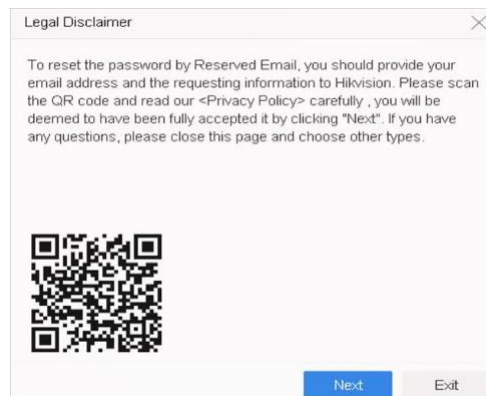 Legal Disclaimer
To reset the password by Reserved Email, you should provide your
email address and the requesting information to Hikvision. Please scan
the QR code and read our <Privacy Policy> carefully , you will be
deemed to have been fully accepted it by clicking "Next". If you have
any questions, please close this page and choose other types.
Next
Exit